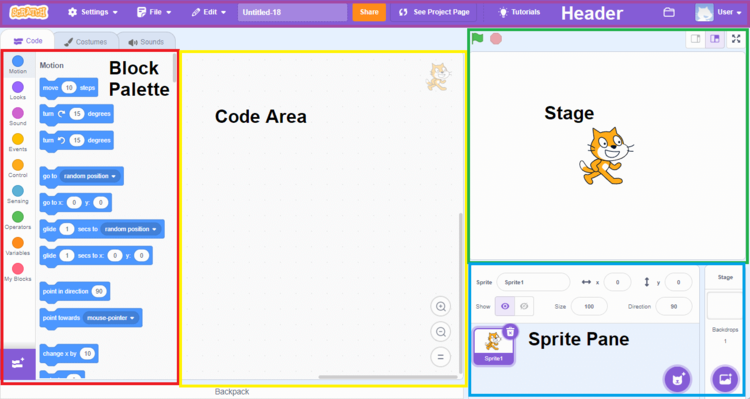 SCRATCH Settings File Edit Untitled-18 Share See Project Page Tutorials Header User
Code Costumes Sounds
Motion
Looks
Sound
Events
Control
Sensing
Operators
Variables
My Blocks
Motion
Block
Palette
move 10 steps
turn 15 degrees
turn 15 degrees
go to random position
go to x: 0 y: 0
glide 1 secs to random position
glide 1 secs to x: 0 y: 0
point in direction 90
point towards mouse-pointer
change x by 10
Code Area
Backpack
Stage
Sprite Sprite1 x 0 y 0
Show Size 100 Direction 90
Sprite1
Sprite Pane
Stage
Backdrops
1